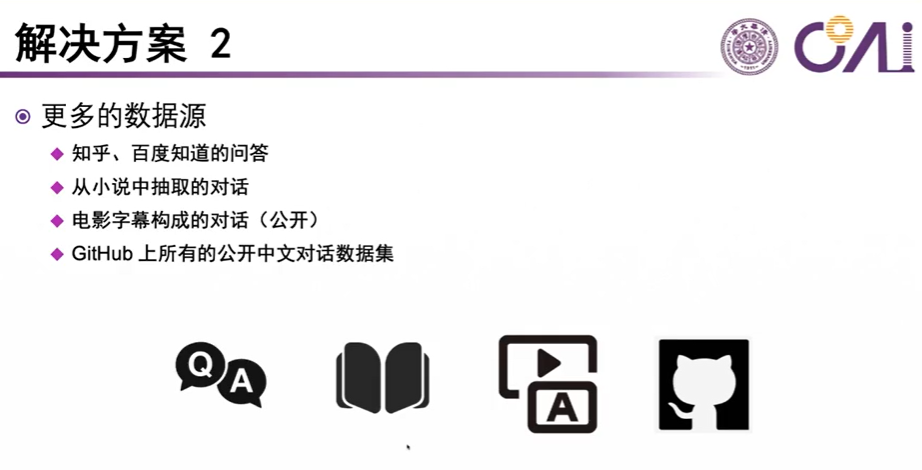 解决方案 2
COAi
更多的数据源
知乎、百度知道的问答
从小说中抽取的对话
电影字幕构成的对话（公开）
GitHub 上所有的公开中文对话数据集
Q A
A